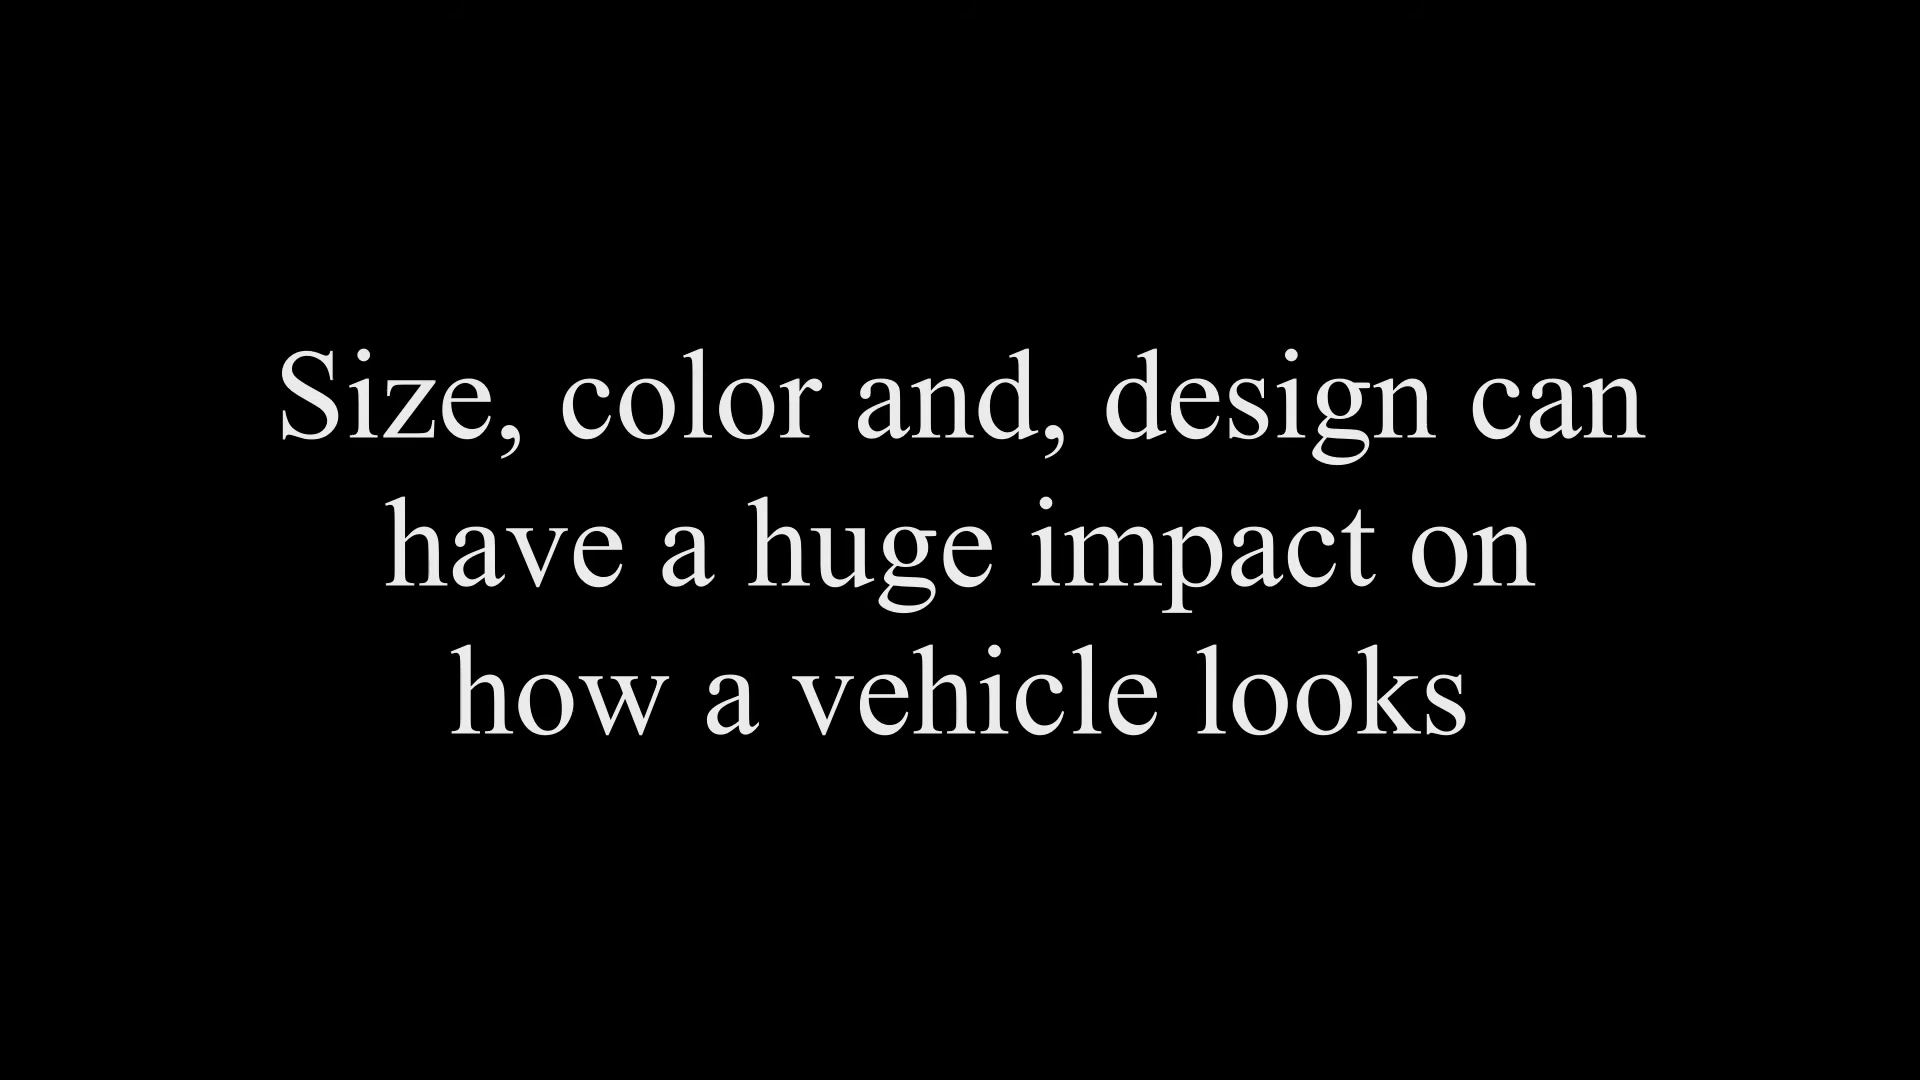 Size, color and, design can
have a huge impact on
how a vehicle looks